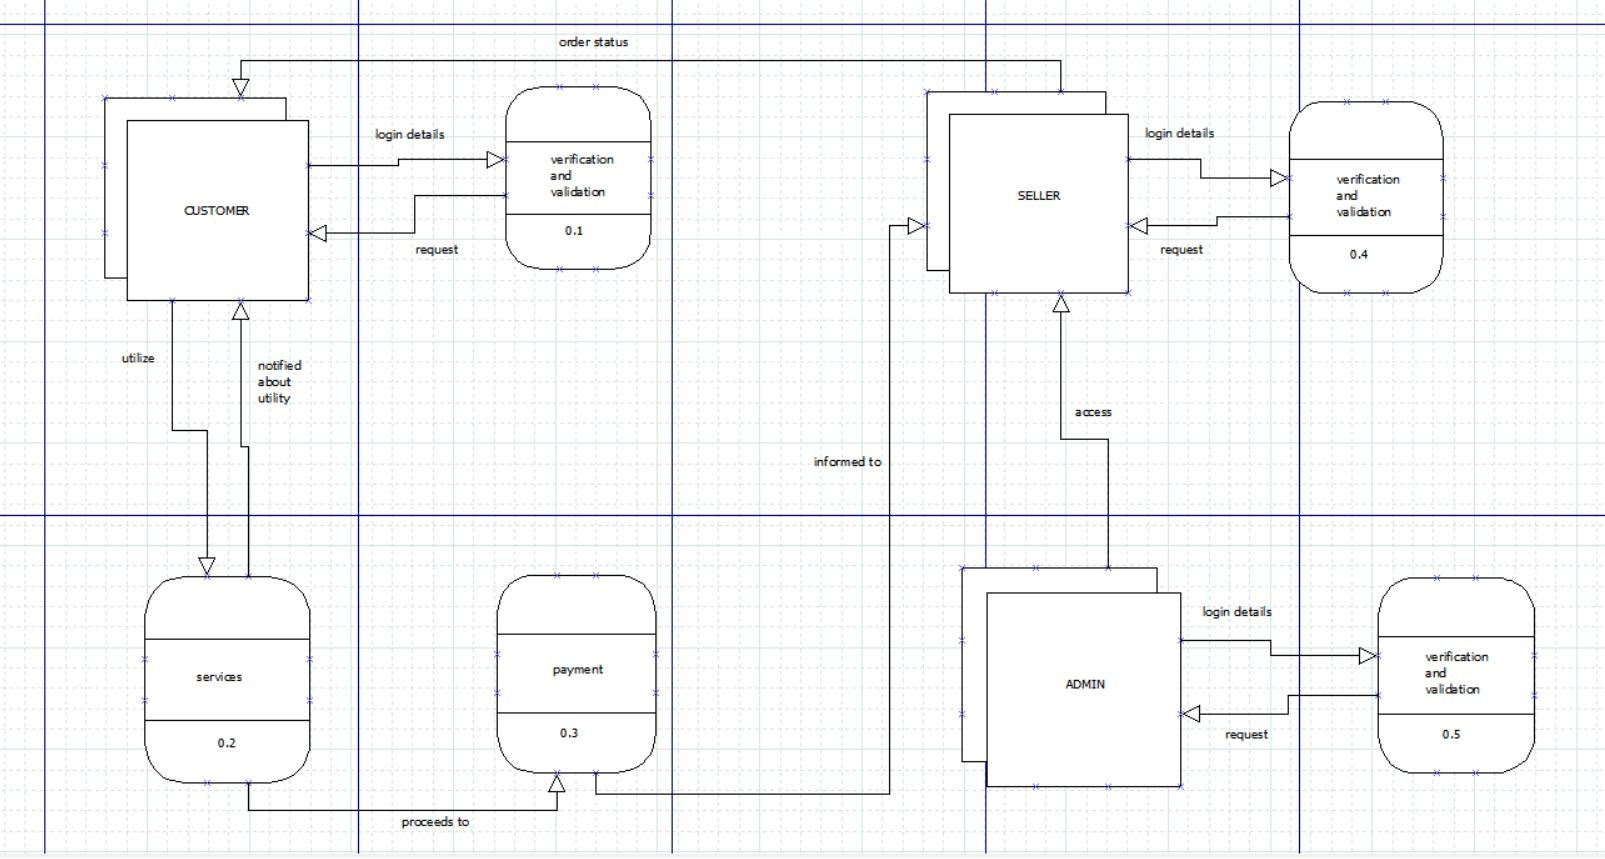 order status
login details
verification
and
validation
0.1
CUSTOMER
request
login details
verification
and
validation
0.4
SELLER
request
utilize
notified
about
utility
access
informed to
services
0.2
payment
0.3
proceeds to
login details
verification
and
validation
0.5
ADMIN
request